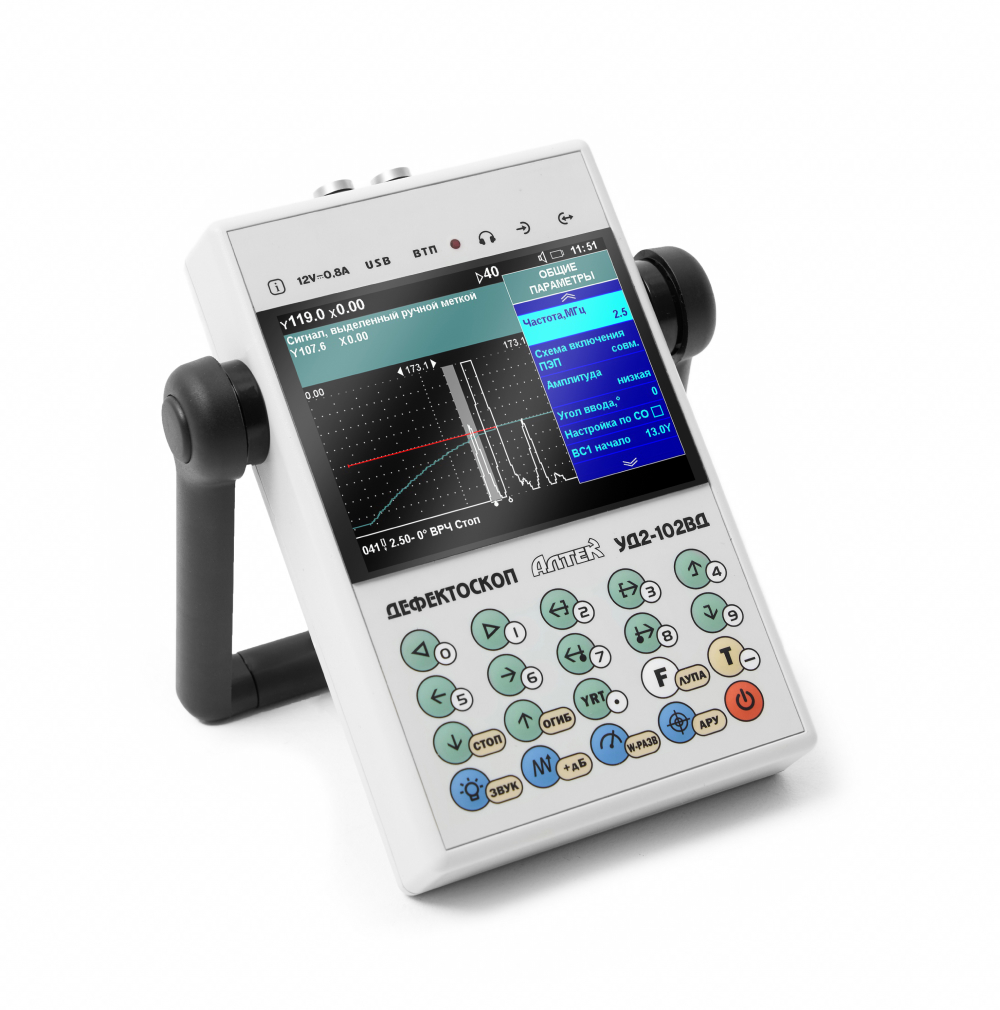 12V⎓0.8A USB ВТП
Y119.0 X0.00 ▷40 11:51
Сигнал, выделенный ручной меткой
Y107.6 X0.00
0.00 173.1 173.1
ОБЩИЕ
ПАРАМЕТРЫ
Частота,МГц 2.5
Схема включения
ПЭП совм.
Амплитуда низкая
Угол ввода,° 0
Настройка по СО
ВС1 начало 13.0Y
6
041 2.50- 0° ВРЧ Стоп
ДЕФЕКТОСКОП АЛТЕК УД2-102ВД
0 1 2 3 4
5 6 7 8 9
СТОП ОГИБ YRT • F ЛУПА T –
ЗВУК +дБ W-РАЗВ АРУ